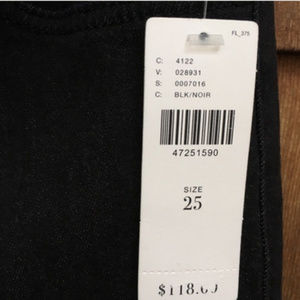 FL_375
C: 4122
V: 028931
S: 0007016
C: BLK/NOIR
47251590
SIZE
25